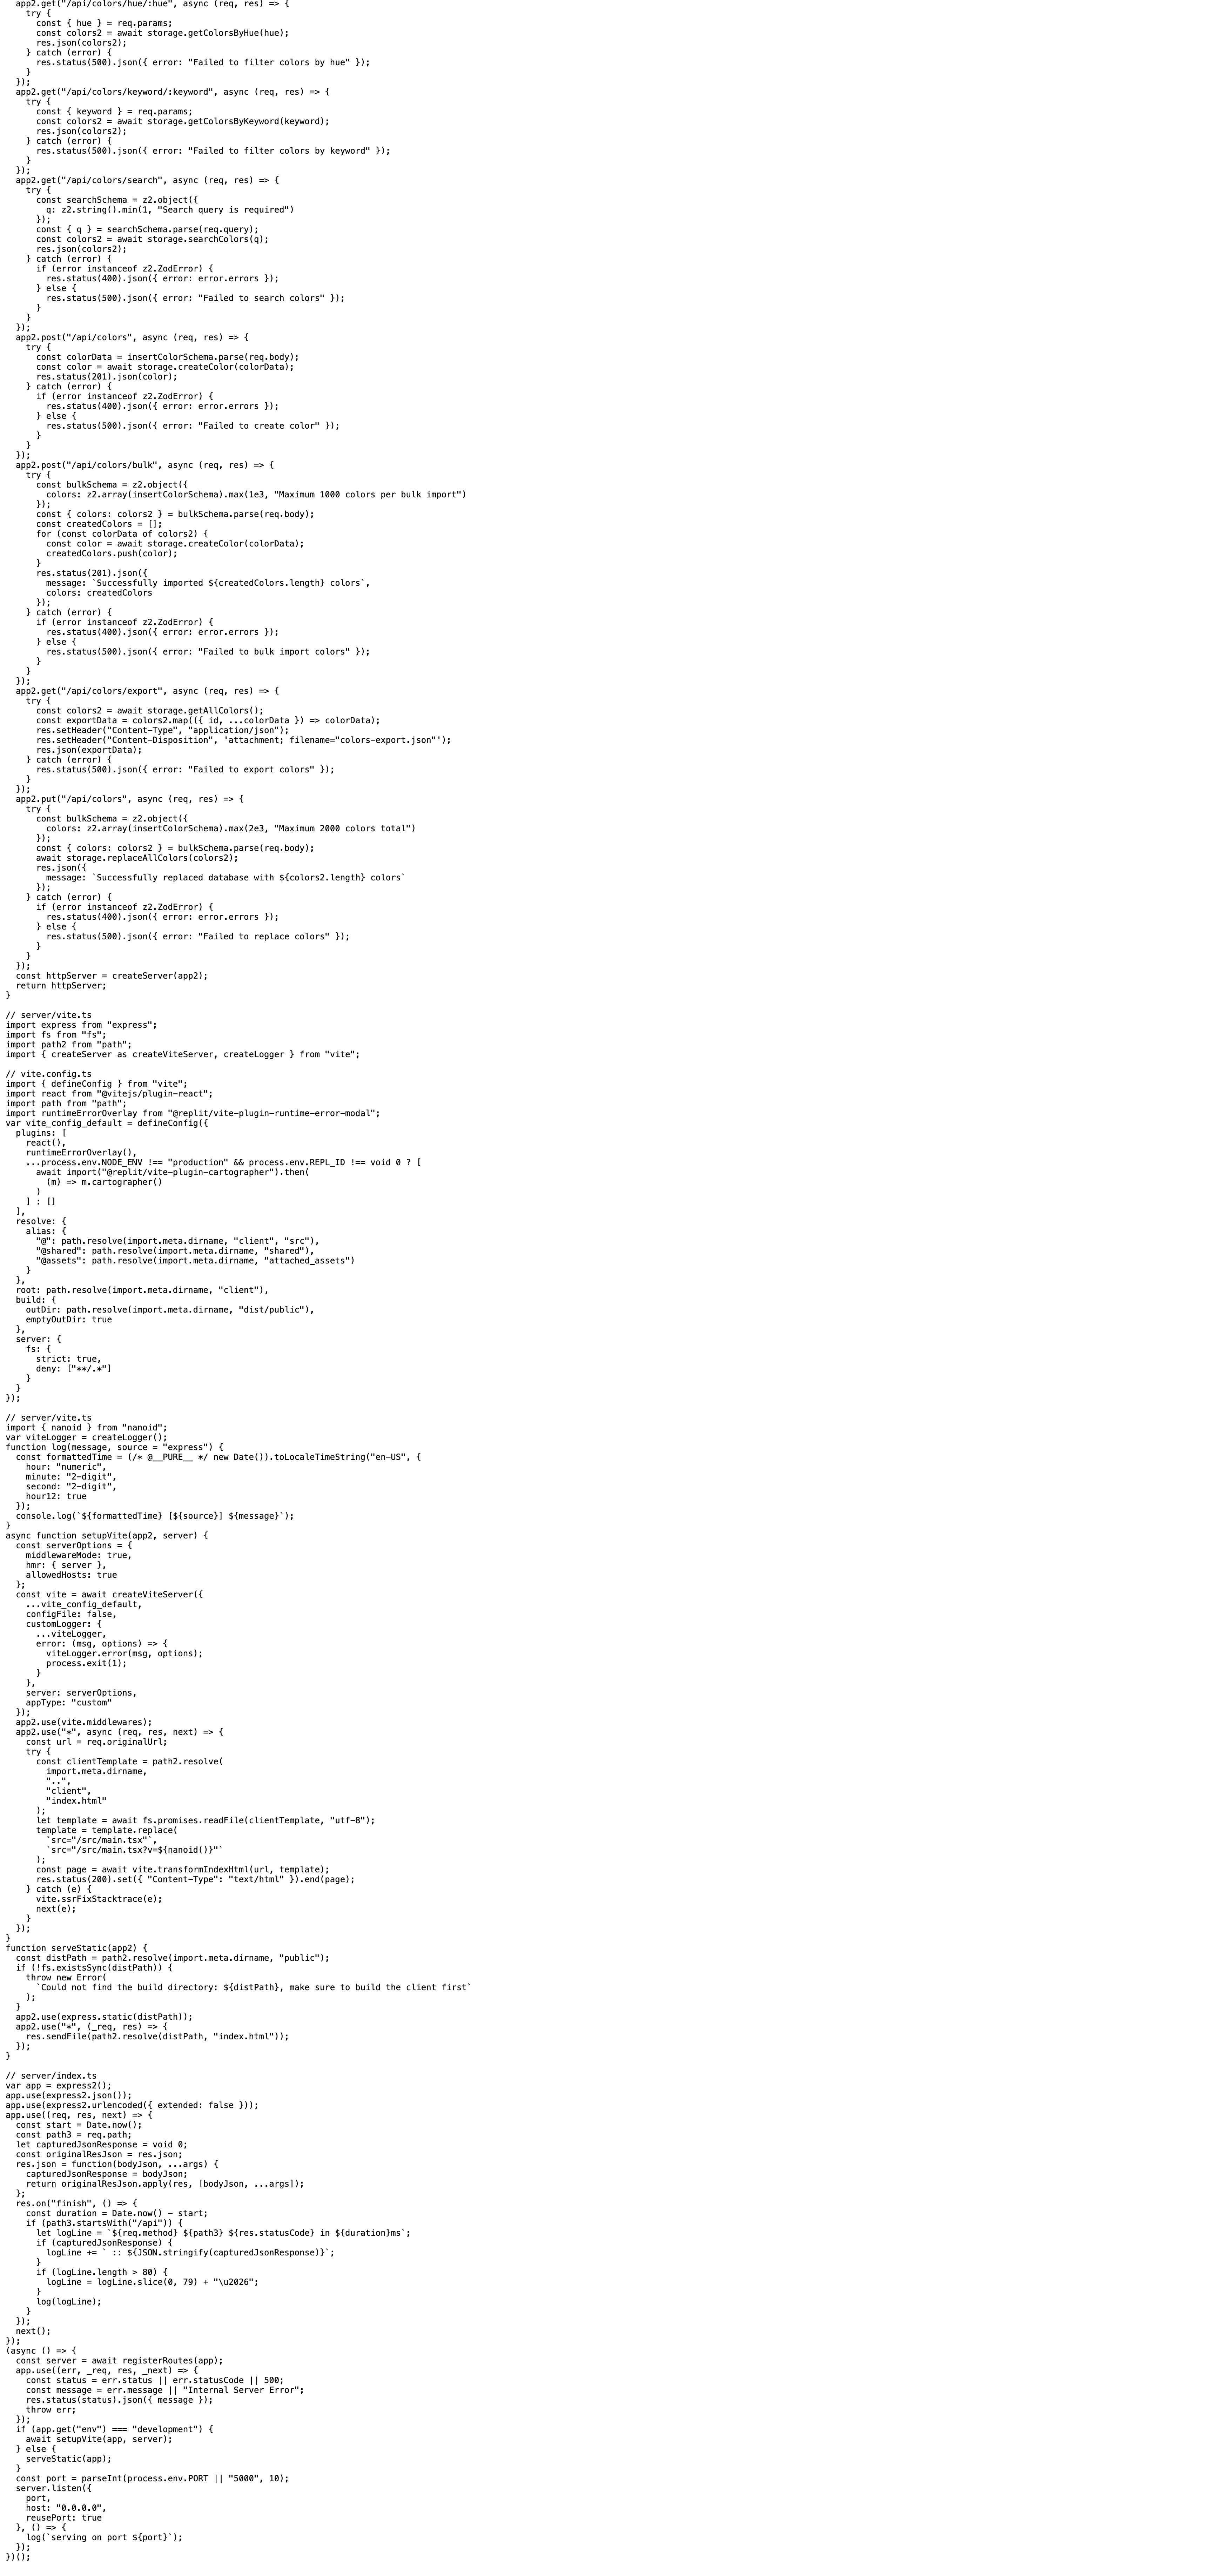 app2.get("/api/colors/hue/:hue", async (req, res) => {
try {
const { hue } = req.params;
const colors2 = await storage.getColorsByHue(hue);
res.json(colors2);
} catch (error) {
res.status(500).json({ error: "Failed to filter colors by hue" });
}
});
app2.get("/api/colors/keyword/:keyword", async (req, res) => {
try {
const { keyword } = req.params;
const colors2 = await storage.getColorsByKeyword(keyword);
res.json(colors2);
} catch (error) {
res.status(500).json({ error: "Failed to filter colors by keyword" });
}
});
app2.get("/api/colors/search", async (req, res) => {
try {
const searchSchema = z2.object({
q: z2.string().min(1, "Search query is required")
});
const { q } = searchSchema.parse(req.query);
const colors2 = await storage.searchColors(q);
res.json(colors2);
} catch (error) {
if (error instanceof z2.ZodError) {
res.status(400).json({ error: error.errors });
} else {
res.status(500).json({ error: "Failed to search colors" });
}
}
});
app2.post("/api/colors", async (req, res) => {
try {
const colorData = insertColorSchema.parse(req.body);
const color = await storage.createColor(colorData);
res.status(201).json(color);
} catch (error) {
if (error instanceof z2.ZodError) {
res.status(400).json({ error: error.errors });
} else {
res.status(500).json({ error: "Failed to create color" });
}
}
});
app2.post("/api/colors/bulk", async (req, res) => {
try {
const bulkSchema = z2.object({
colors: z2.array(insertColorSchema).max(1e3, "Maximum 1000 colors per bulk import")
});
const { colors: colors2 } = bulkSchema.parse(req.body);
const createdColors = [];
for (const colorData of colors2) {
const color = await storage.createColor(colorData);
createdColors.push(color);
}
res.status(201).json({
message: `Successfully imported ${createdColors.length} colors`,
colors: createdColors
});
} catch (error) {
if (error instanceof z2.ZodError) {
res.status(400).json({ error: error.errors });
} else {
res.status(500).json({ error: "Failed to bulk import colors" });
}
}
});
app2.get("/api/colors/export", async (req, res) => {
try {
const colors2 = await storage.getAllColors();
const exportData = colors2.map(({ id, ...colorData }) => colorData);
res.setHeader("Content-Type", "application/json");
res.setHeader("Content-Disposition", 'attachment; filename="colors-export.json"');
res.json(exportData);
} catch (error) {
res.status(500).json({ error: "Failed to export colors" });
}
});
app2.put("/api/colors", async (req, res) => {
try {
const bulkSchema = z2.object({
colors: z2.array(insertColorSchema).max(2e3, "Maximum 2000 colors total")
});
const { colors: colors2 } = bulkSchema.parse(req.body);
await storage.replaceAllColors(colors2);
res.json({
message: `Successfully replaced database with ${colors2.length} colors`
});
} catch (error) {
if (error instanceof z2.ZodError) {
res.status(400).json({ error: error.errors });
} else {
res.status(500).json({ error: "Failed to replace colors" });
}
}
});
const httpServer = createServer(app2);
return httpServer;
}
// server/vite.ts
import express from "express";
import fs from "fs";
import path2 from "path";
import { createServer as createViteServer, createLogger } from "vite";
// vite.config.ts
import { defineConfig } from "vite";
import react from "@vitejs/plugin-react";
import path from "path";
import runtimeErrorOverlay from "@replit/vite-plugin-runtime-error-modal";
var vite_config_default = defineConfig({
plugins: [
react(),
runtimeErrorOverlay(),
...process.env.NODE_ENV !== "production" && process.env.REPL_ID !== void 0 ? [
await import("@replit/vite-plugin-cartographer").then(
(m) => m.cartographer()
)
] : []
],
resolve: {
alias: {
"@": path.resolve(import.meta.dirname, "client", "src"),
"@shared": path.resolve(import.meta.dirname, "shared"),
"@assets": path.resolve(import.meta.dirname, "attached_assets")
}
},
root: path.resolve(import.meta.dirname, "client"),
build: {
outDir: path.resolve(import.meta.dirname, "dist/public"),
emptyOutDir: true
},
server: {
fs: {
strict: true,
deny: ["**/.*"]
}
}
});
// server/vite.ts
import { nanoid } from "nanoid";
var viteLogger = createLogger();
function log(message, source = "express") {
const formattedTime = (/* @__PURE__ */ new Date()).toLocaleTimeString("en-US", {
hour: "numeric",
minute: "2-digit",
second: "2-digit",
hour12: true
});
console.log(`${formattedTime} [${source}] ${message}`);
}
async function setupVite(app2, server) {
const serverOptions = {
middlewareMode: true,
hmr: { server },
allowedHosts: true
};
const vite = await createViteServer({
...vite_config_default,
configFile: false,
customLogger: {
...viteLogger,
error: (msg, options) => {
viteLogger.error(msg, options);
process.exit(1);
}
},
server: serverOptions,
appType: "custom"
});
app2.use(vite.middlewares);
app2.use("*", async (req, res, next) => {
const url = req.originalUrl;
try {
const clientTemplate = path2.resolve(
import.meta.dirname,
"..",
"client",
"index.html"
);
let template = await fs.promises.readFile(clientTemplate, "utf-8");
template = template.replace(
`src="/src/main.tsx"`,
`src="/src/main.tsx?v=${nanoid()}"`
);
const page = await vite.transformIndexHtml(url, template);
res.status(200).set({ "Content-Type": "text/html" }).end(page);
} catch (e) {
vite.ssrFixStacktrace(e);
next(e);
}
});
}
function serveStatic(app2) {
const distPath = path2.resolve(import.meta.dirname, "public");
if (!fs.existsSync(distPath)) {
throw new Error(
`Could not find the build directory: ${distPath}, make sure to build the client first`
);
}
app2.use(express.static(distPath));
app2.use("*", (_req, res) => {
res.sendFile(path2.resolve(distPath, "index.html"));
});
}
// server/index.ts
var app = express2();
app.use(express2.json());
app.use(express2.urlencoded({ extended: false }));
app.use((req, res, next) => {
const start = Date.now();
const path3 = req.path;
let capturedJsonResponse = void 0;
const originalResJson = res.json;
res.json = function(bodyJson, ...args) {
capturedJsonResponse = bodyJson;
return originalResJson.apply(res, [bodyJson, ...args]);
};
res.on("finish", () => {
const duration = Date.now() - start;
if (path3.startsWith("/api")) {
let logLine = `${req.method} ${path3} ${res.statusCode} in ${duration}ms`;
if (capturedJsonResponse) {
logLine += ` :: ${JSON.stringify(capturedJsonResponse)}`;
}
if (logLine.length > 80) {
logLine = logLine.slice(0, 79) + "\u2026";
}
log(logLine);
}
});
next();
});
(async () => {
const server = await registerRoutes(app);
app.use((err, _req, res, _next) => {
const status = err.status || err.statusCode || 500;
const message = err.message || "Internal Server Error";
res.status(status).json({ message });
throw err;
});
if (app.get("env") === "development") {
await setupVite(app, server);
} else {
serveStatic(app);
}
const port = parseInt(process.env.PORT || "5000", 10);
server.listen({
port,
host: "0.0.0.0",
reusePort: true
}, () => {
log(`serving on port ${port}`);
});
})();